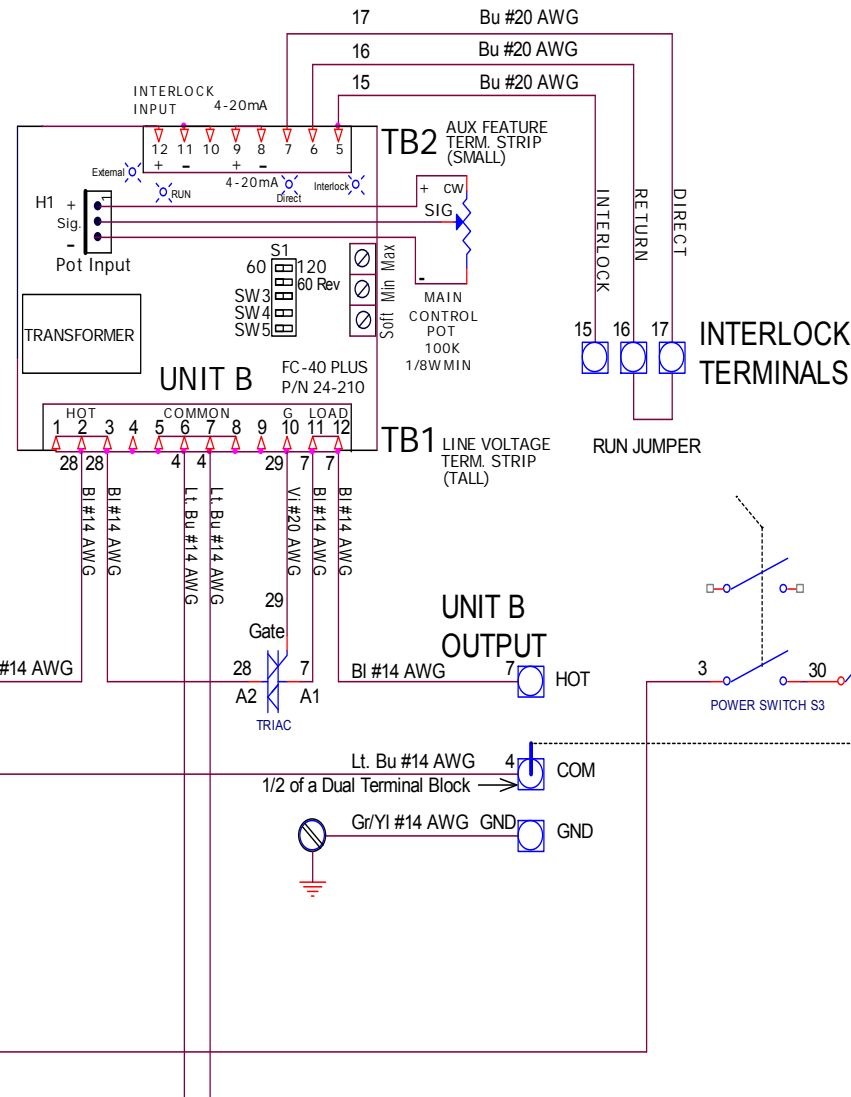 17 Bu #20 AWG
16 Bu #20 AWG
15 Bu #20 AWG
INTERLOCK
INPUT 4-20mA
12 11 10 9 8 7 6 5
+ - + -
TB2 AUX FEATURE
TERM. STRIP
(SMALL)
External
RUN
4-20mA
Direct
Interlock
H1 + 1
Sig.
-
Pot Input
+ CW
SIG
-
MAIN
CONTROL
POT
100K
1/8W MIN
S1
60 120
60 Rev
SW3
SW4
SW5
Soft Min Max
TRANSFORMER
UNIT B
FC-40 PLUS
P/N 24-210
INTERLOCK
RETURN
DIRECT
15 16 17
INTERLOCK
TERMINALS
RUN JUMPER
HOT COMMON G LOAD
1 2 3 4 5 6 7 8 9 10 11 12
TB1 LINE VOLTAGE
TERM. STRIP
(TALL)
28 28 4 4 29 7 7
Bl #14 AWG
Bl #14 AWG
Lt. Bu #14 AWG
Lt. Bu #14 AWG
Vi #20 AWG
Bl #14 AWG
Bl #14 AWG
29
Gate
28 7
A2 A1
TRIAC
#14 AWG
UNIT B
OUTPUT
Bl #14 AWG 7 HOT
3 30
POWER SWITCH S3
Lt. Bu #14 AWG 4 COM
1/2 of a Dual Terminal Block
Gr/Yl #14 AWG GND GND